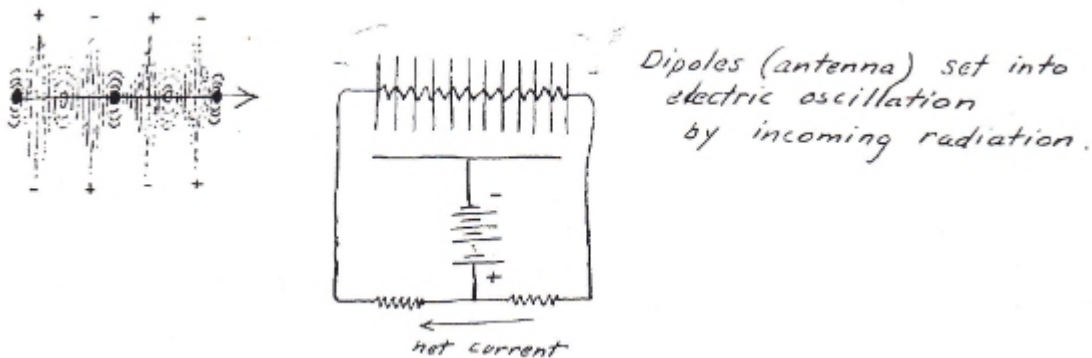 + - + -
- + - +
- -
Dipoles (antenna) set into
electric oscillation
by incoming radiation.
-
+
net current